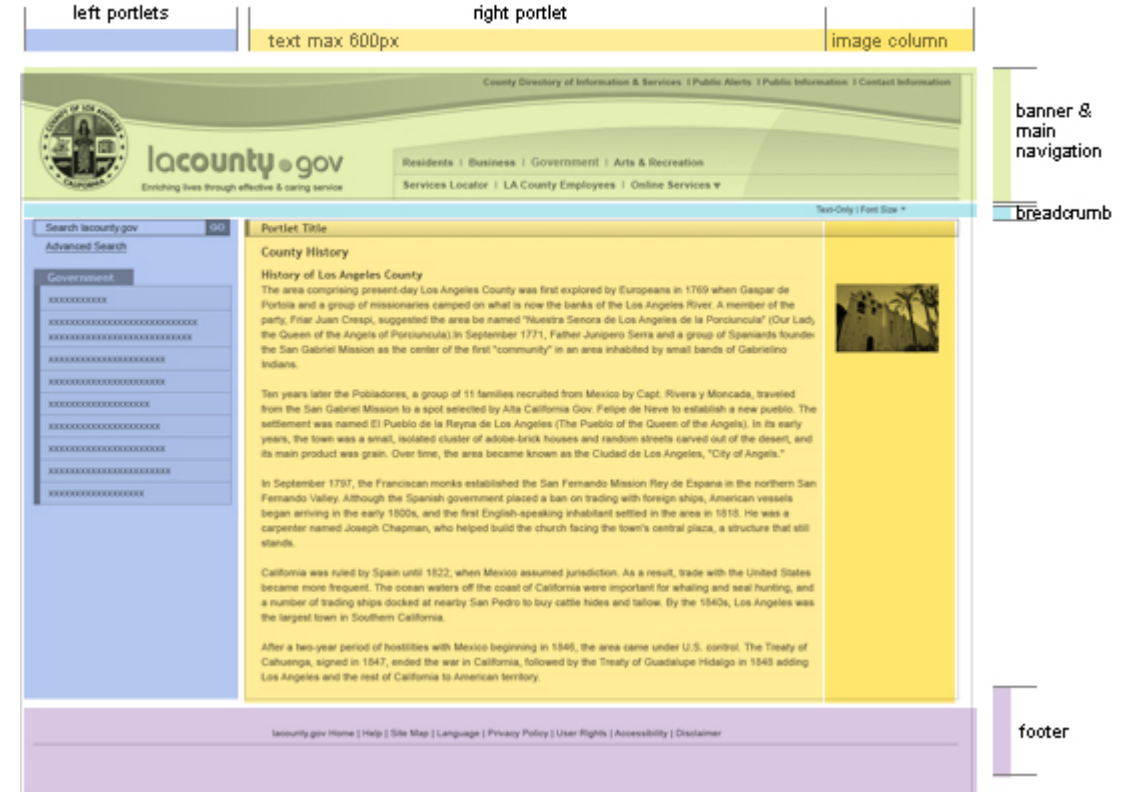 left portlets
right portlet
text max 600px
image column
County Directory of Information & Services I Public Alerts I Public Information I Contact Information
banner &
main
navigation
COUNTY OF LOS ANGELES
CALIFORNIA
lacounty.gov
Enriching lives through effective & caring service
Residents I Business I Government I Arts & Recreation
Services Locator I LA County Employees I Online Services ▾
Text-Only | Font Size
breadcrumb
Search lacounty.gov GO
Advanced Search
Government
xxxxxxxxxxx
xxxxxxxxxxxxxxxxxxxxxxxxxxxx
xxxxxxxxxxxxxxxxxxxxxxxxxxx
xxxxxxxxxxxxxxxxxxxxxx
xxxxxxxxxxxxxxxxxxxxxx
xxxxxxxxxxxxxxxxxxx
xxxxxxxxxxxxxxxxxxxxx
xxxxxxxxxxxxxxxxxxxxxx
xxxxxxxxxxxxxxxxxxxxxxx
xxxxxxxxxxxxxxxxxx
Portlet Title
County History
History of Los Angeles County
The area comprising present-day Los Angeles County was first explored by Europeans in 1769 when Gaspar de
Portola and a group of missionaries camped on what is now the banks of the Los Angeles River. A member of the
party, Friar Juan Crespi, suggested the area be named "Nuestra Senora de Los Angeles de la Porciuncula" (Our Lady
the Queen of the Angels of Porciuncula).In September 1771, Father Junipero Serra and a group of Spaniards founded
the San Gabriel Mission as the center of the first "community" in an area inhabited by small bands of Gabrielino
Indians.
Ten years later the Pobladores, a group of 11 families recruited from Mexico by Capt. Rivera y Moncada, traveled
from the San Gabriel Mission to a spot selected by Alta California Gov. Felipe de Neve to establish a new pueblo. The
settlement was named El Pueblo de la Reyna de Los Angeles (The Pueblo of the Queen of the Angels). In its early
years, the town was a small, isolated cluster of adobe-brick houses and random streets carved out of the desert, and
its main product was grain. Over time, the area became known as the Ciudad de Los Angeles, "City of Angels."
In September 1797, the Franciscan monks established the San Fernando Mission Rey de Espana in the northern San
Fernando Valley. Although the Spanish government placed a ban on trading with foreign ships, American vessels
began arriving in the early 1800s, and the first English-speaking inhabitant settled in the area in 1818. He was a
carpenter named Joseph Chapman, who helped build the church facing the town's central plaza, a structure that still
stands.
California was ruled by Spain until 1822, when Mexico assumed jurisdiction. As a result, trade with the United States
became more frequent. The ocean waters off the coast of California were important for whaling and seal hunting, and
a number of trading ships docked at nearby San Pedro to buy cattle hides and tallow. By the 1840s, Los Angeles was
the largest town in Southern California.
After a two-year period of hostilities with Mexico beginning in 1846, the area came under U.S. control. The Treaty of
Cahuenga, signed in 1847, ended the war in California, followed by the Treaty of Guadalupe Hidalgo in 1848 adding
Los Angeles and the rest of California to American territory.
lacounty.gov Home | Help | Site Map | Language | Privacy Policy | User Rights | Accessibility | Disclaimer
footer